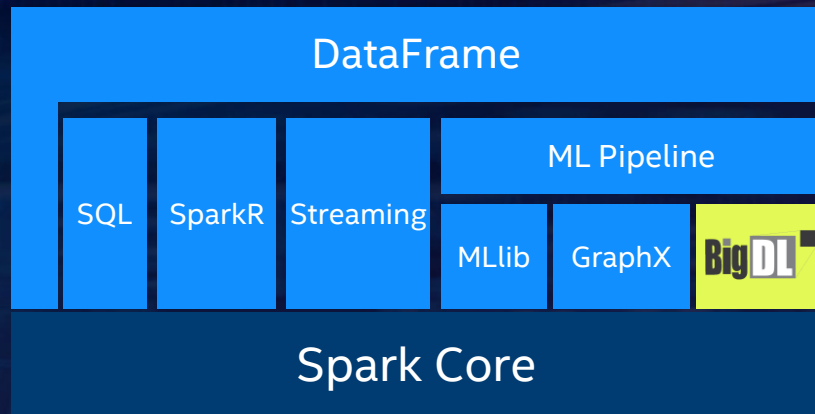 DataFrame
ML Pipeline
SQL
SparkR
Streaming
MLlib
GraphX
BigDL
Spark Core